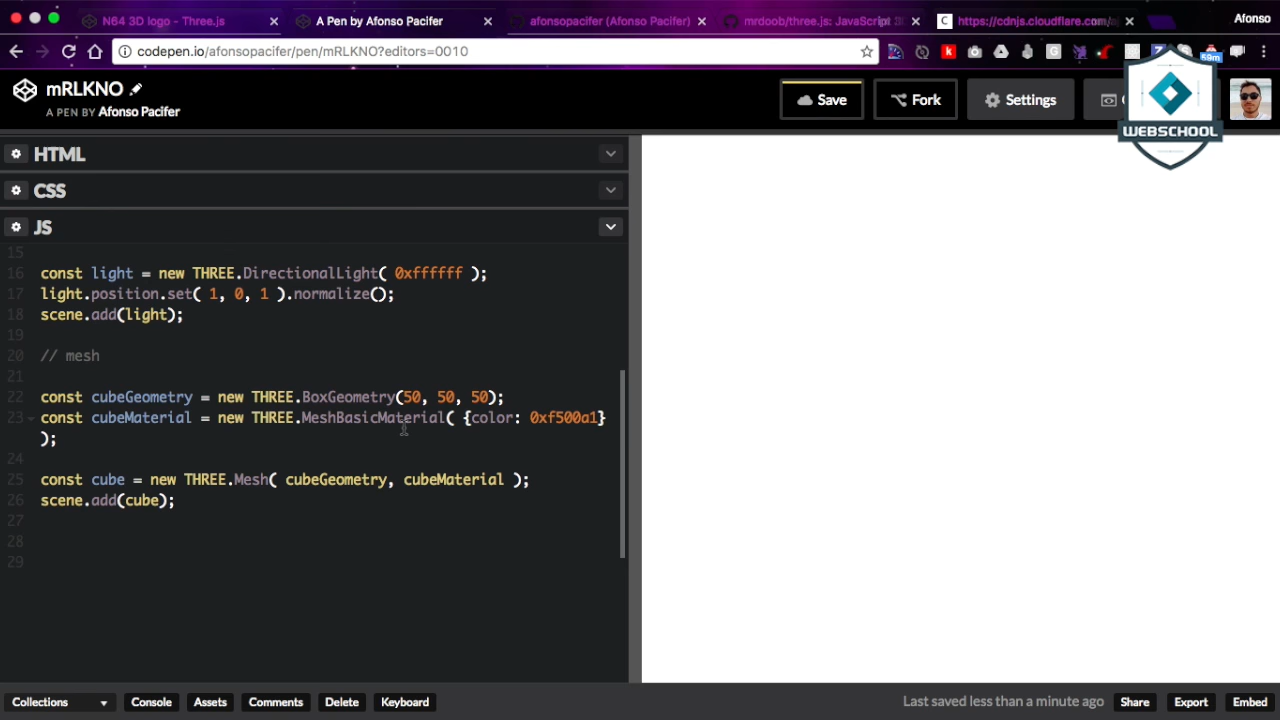 N64 3D logo - Three.js
A Pen by Afonso Pacifer
afonsopacifer (Afonso Pacifer)
mrdoob/three.js: JavaScript 3
https://cdnjs.cloudflare.com/
Afonso
codepen.io/afonsopacifer/pen/mRLKNO?editors=0010
59m
mRLKNO
A PEN BY Afonso Pacifer
Save
Fork
Settings
WEBSCHOOL
HTML
CSS
JS
15
16 const light = new THREE.DirectionalLight( 0xffffff );
17 light.position.set( 1, 0, 1 ).normalize();
18 scene.add(light);
19
20 // mesh
21
22 const cubeGeometry = new THREE.BoxGeometry(50, 50, 50);
23 const cubeMaterial = new THREE.MeshBasicMaterial( {color: 0xf500a1}
);
24
25 const cube = new THREE.Mesh( cubeGeometry, cubeMaterial );
26 scene.add(cube);
27
28
29
Collections
Console
Assets
Comments
Delete
Keyboard
Last saved less than a minute ago
Share
Export
Embed